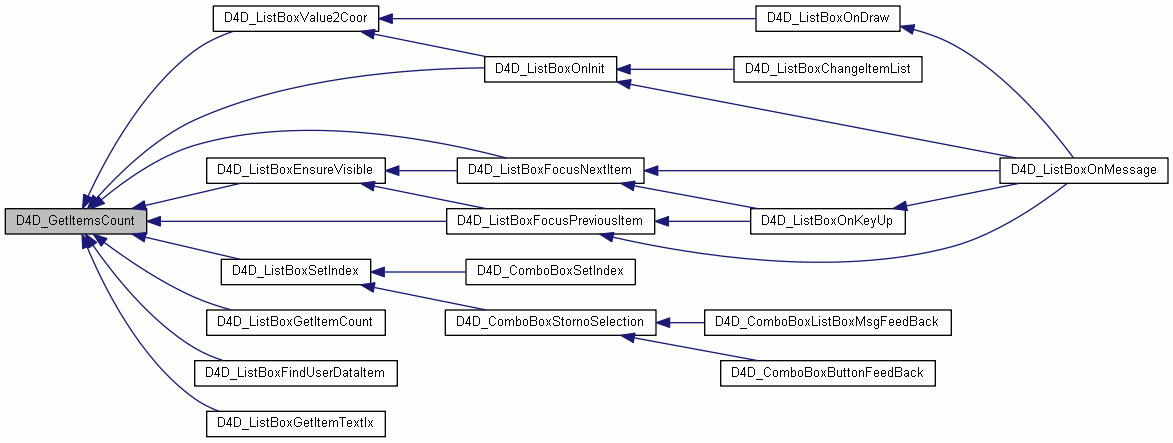 D4D_ListBoxValue2Coor
D4D_ListBoxOnDraw
D4D_ListBoxOnInit
D4D_ListBoxChangeItemList
D4D_ListBoxEnsureVisible
D4D_ListBoxFocusNextItem
D4D_ListBoxOnMessage
D4D_GetItemsCount
D4D_ListBoxFocusPreviousItem
D4D_ListBoxOnKeyUp
D4D_ListBoxSetIndex
D4D_ComboBoxSetIndex
D4D_ListBoxGetItemCount
D4D_ComboBoxStornoSelection
D4D_ComboBoxListBoxMsgFeedBack
D4D_ListBoxFindUserDataItem
D4D_ComboBoxButtonFeedBack
D4D_ListBoxGetItemTextIx